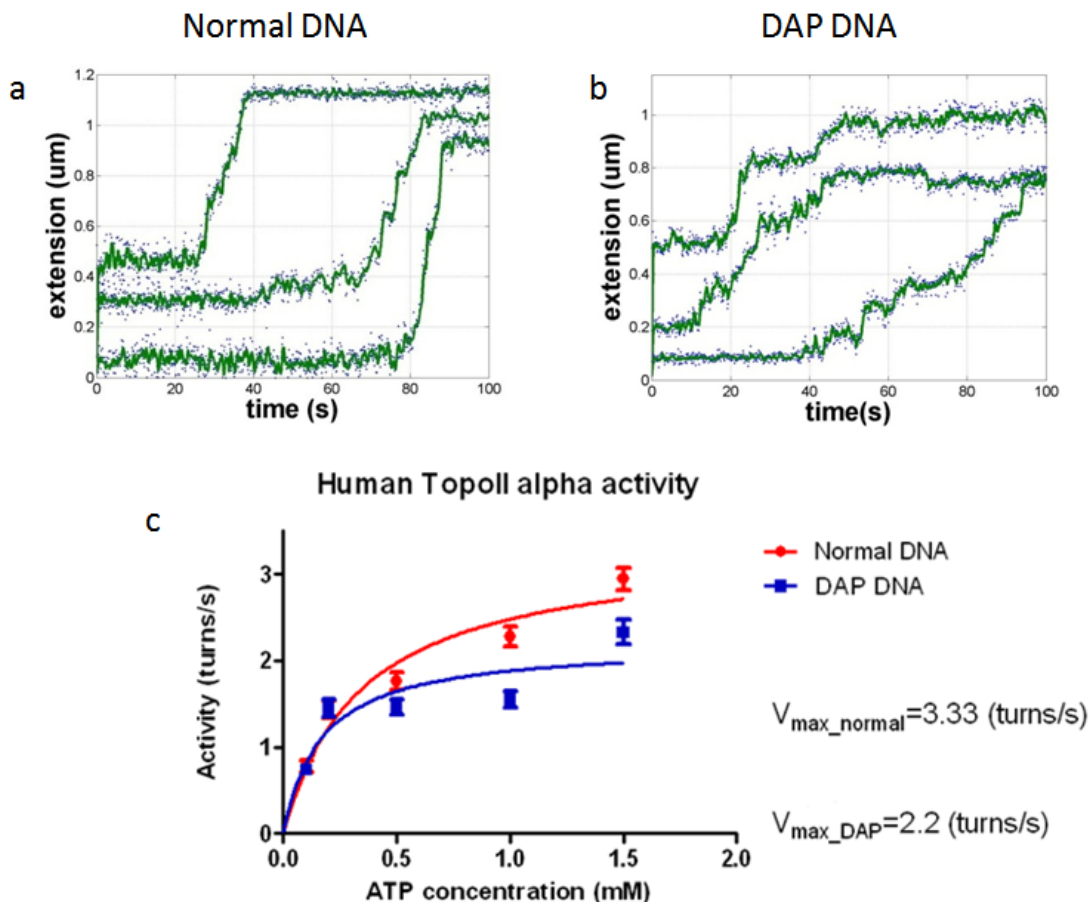 Normal DNA
DAP DNA
a
1.2
1
0.8
0.6
0.4
0.2
0
extension (um)
0 20 40 60 80 100
time (s)
b
1
0.8
0.6
0.4
0.2
0
extension (um)
0 20 40 60 80 100
time(s)
Human TopoII alpha activity
c
3
2
1
0
Activity (turns/s)
0.0 0.5 1.0 1.5 2.0
ATP concentration (mM)
Normal DNA
DAP DNA
Vmax_normal=3.33 (turns/s)
Vmax_DAP=2.2 (turns/s)